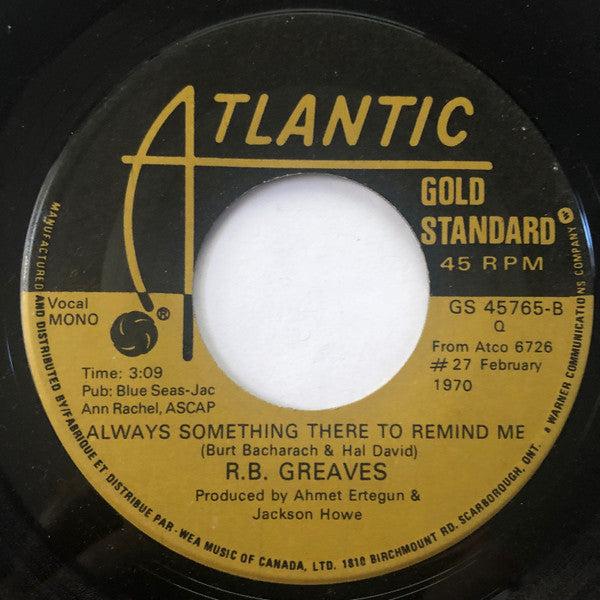 ATLANTIC
GOLD
STANDARD
45 RPM
Vocal
MONO
®
GS 45765-B
Q
From Atco 6726
#27 February
1970
Time: 3:09
Pub: Blue Seas-Jac
Ann Rachel, ASCAP
ALWAYS SOMETHING THERE TO REMIND ME
(Burt Bacharach & Hal David)
R.B. GREAVES
Produced by Ahmet Ertegun &
Jackson Howe
MANUFACTURED AND DISTRIBUTED BY/FABRIQUE ET DISTRIBUE PAR-WEA MUSIC OF CANADA, LTD. 1810 BIRCHMOUNT RD. SCARBOROUGH, ONT. a WARNER COMMUNICATIONS COMPANY